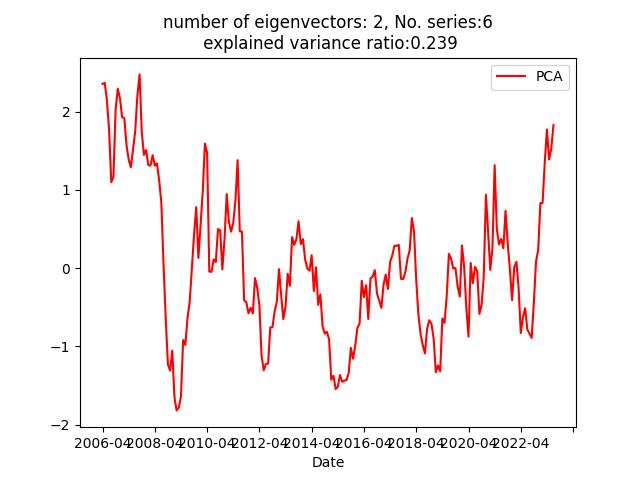 number of eigenvectors: 2, No. series:6
explained variance ratio:0.239
PCA
2
1
0
−1
−2
2006-04 2008-04 2010-04 2012-04 2014-04 2016-04 2018-04 2020-04 2022-04
Date